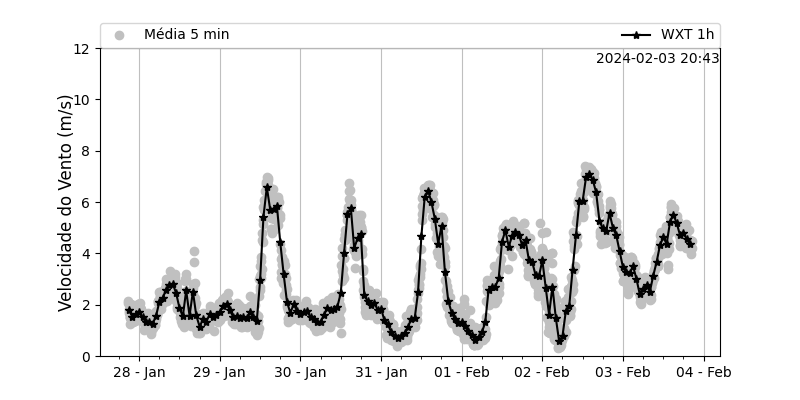 Média 5 min
WXT 1h
2024-02-03 20:43
Velocidade do Vento (m/s)
12
10
8
6
4
2
0
28 - Jan
29 - Jan
30 - Jan
31 - Jan
01 - Feb
02 - Feb
03 - Feb
04 - Feb